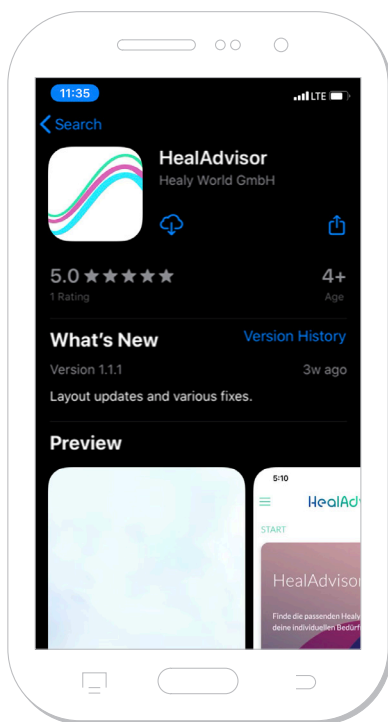 11:35
LTE
Search
HealAdvisor
Healy World GmbH
5.0 ★★★★★
4+
1 Rating
Age
What's New
Version History
Version 1.1.1
3w ago
Layout updates and various fixes.
Preview
5:10
HealAdv
START
HealAdvisor
Finde die passenden Healy
deine individuellen Bedürf